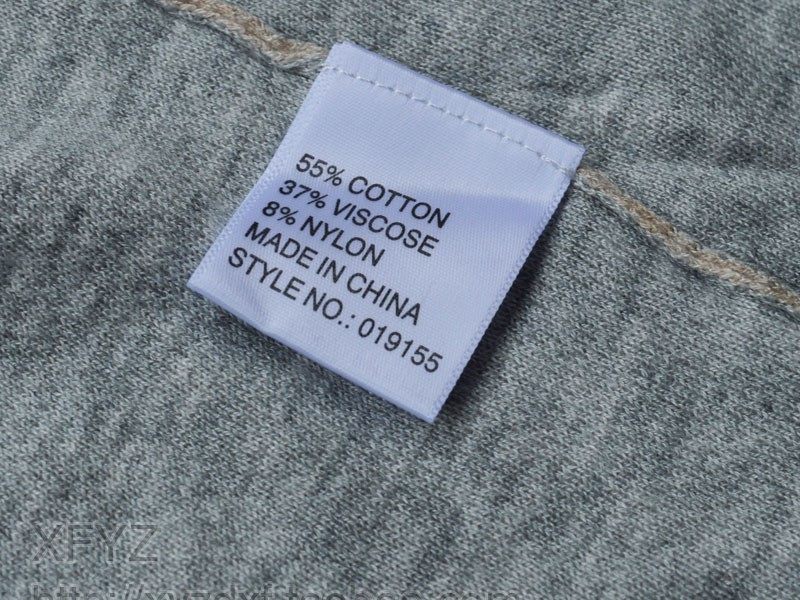 55% COTTON
37% VISCOSE
8% NYLON
MADE IN CHINA
STYLE NO.: 019155
XFYZ